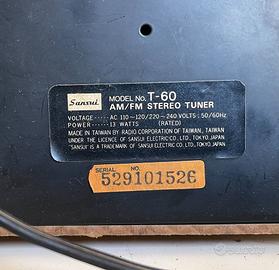 Sansui
MODEL NO. T-60
AM/FM STEREO TUNER
VOLTAGE ······ AC 110~120/220~240 VOLTS ; 50/60Hz
POWER ······ 13 WATTS (RATED)
MADE IN TAIWAN BY RADIO CORPORATION OF TAIWAN, TAIWAN
UNDER THE LICENCE OF SANSUI ELECTRIC CO., LTD., TOKYO JAPAN
"SANSUI" IS A TRADEMARK OF SANSUI ELECTRIC CO., LTD., TOKYO, JAPAN
SERIAL NO. 529101526
subito